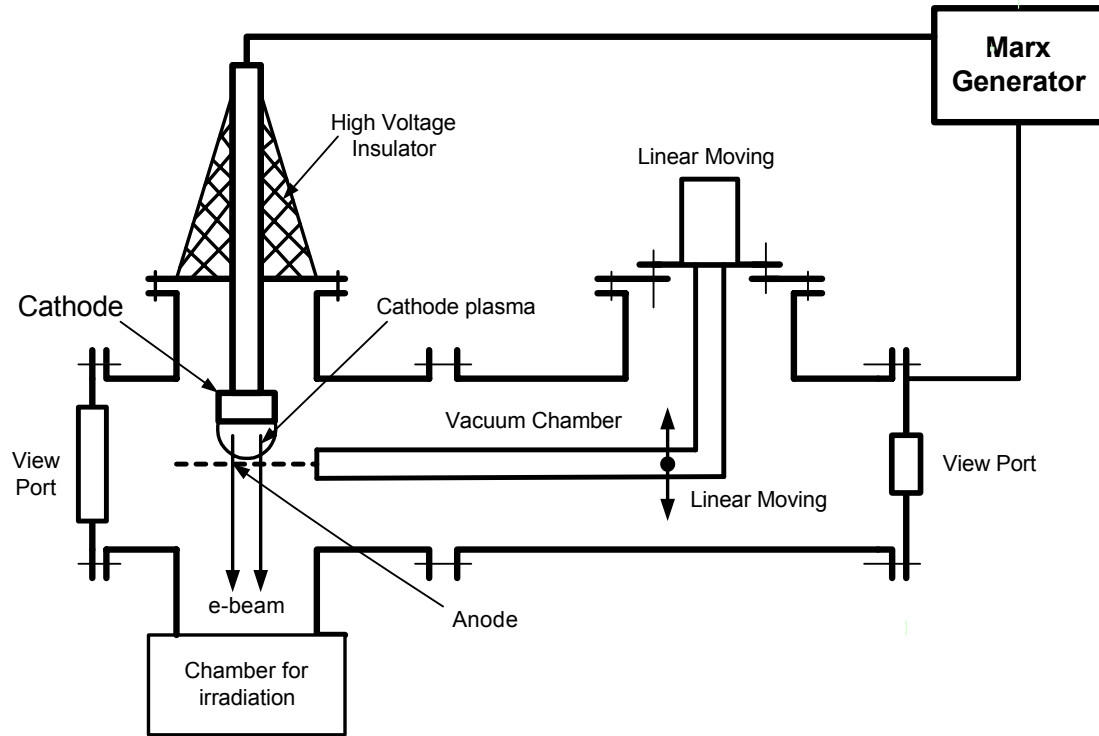 Marx
Generator
High Voltage
Insulator
Linear Moving
Cathode
Cathode plasma
Vacuum Chamber
View
Port
View Port
Linear Moving
e-beam
Anode
Chamber for
irradiation